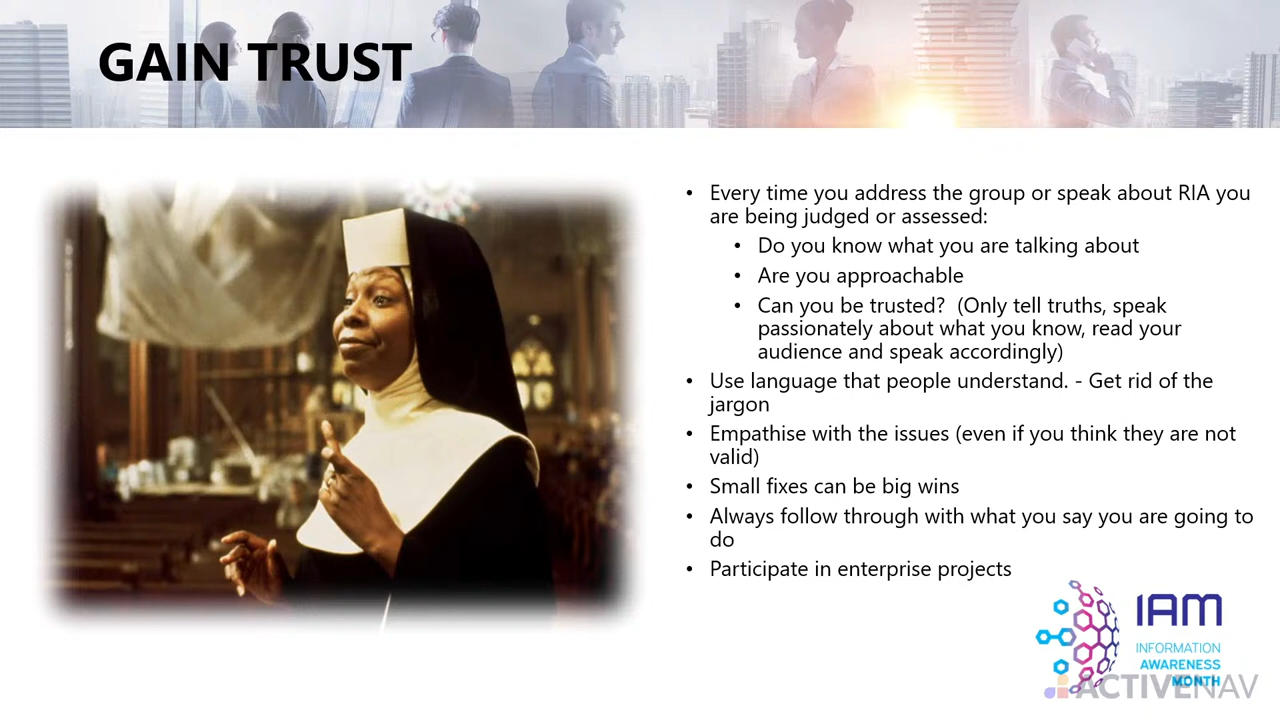 GAIN TRUST
• Every time you address the group or speak about RIA you
are being judged or assessed:
• Do you know what you are talking about
• Are you approachable
• Can you be trusted?  (Only tell truths, speak
passionately about what you know, read your
audience and speak accordingly)
• Use language that people understand. - Get rid of the
jargon
• Empathise with the issues (even if you think they are not
valid)
• Small fixes can be big wins
• Always follow through with what you say you are going to
do
• Participate in enterprise projects
IAM
INFORMATION
AWARENESS
MONTH
ACTIVENAV